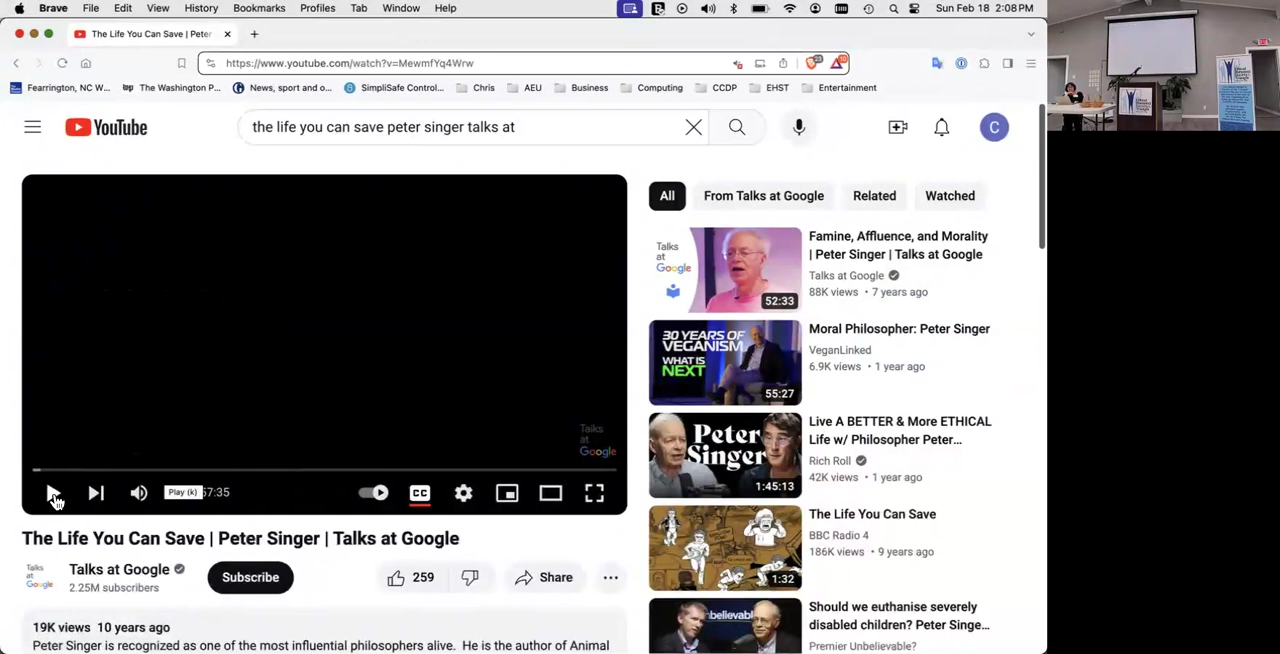 Brave File Edit View History Bookmarks Profiles Tab Window Help Sun Feb 18 2:08 PM
The Life You Can Save | Peter
https://www.youtube.com/watch?v=MewmfYq4Wrw
Fearrington, NC W... The Washington P... News, sport and o... SimpliSafe Control... Chris AEU Business Computing CCDP EHST Entertainment
YouTube
the life you can save peter singer talks at
C
All From Talks at Google Related Watched
Talks at Google
Famine, Affluence, and Morality
| Peter Singer | Talks at Google
Talks at Google
88K views • 7 years ago
52:33
30 YEARS OF
VEGANISM,
WHAT IS
NEXT
55:27
Moral Philosopher: Peter Singer
VeganLinked
6.9K views • 1 year ago
Peter
Singer
1:45:13
Live A BETTER & More ETHICAL
Life w/ Philosopher Peter...
Rich Roll
42K views • 1 year ago
Talks
at
Google
Play (k) 57:35
CC
The Life You Can Save
BBC Radio 4
186K views • 9 years ago
1:32
The Life You Can Save | Peter Singer | Talks at Google
Talks at Google
Talks at Google
2.25M subscribers
Subscribe
259
Share
...
Should we euthanise severely
disabled children? Peter Singe...
Premier Unbelievable?
19K views 10 years ago
Peter Singer is recognized as one of the most influential philosophers alive. He is the author of Animal